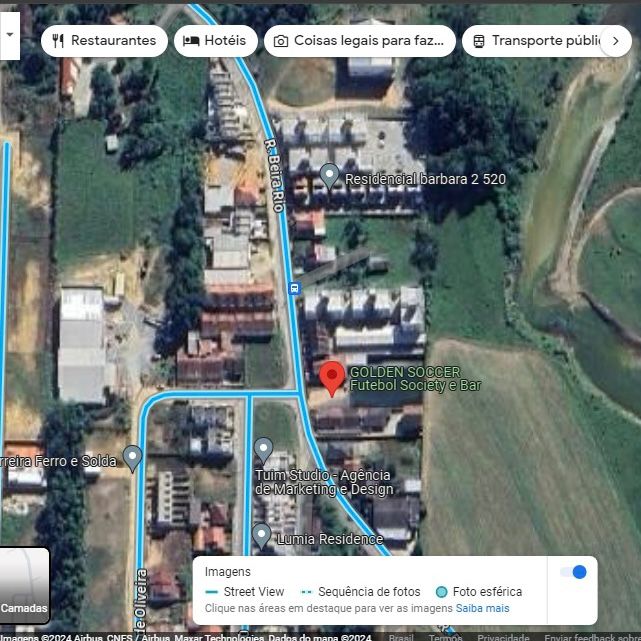 Restaurantes
Hotéis
Coisas legais para faz...
Transporte públi
R. Beira Rio
Residencial barbara 2 520
GOLDEN SOCCER
Futebol Society e Bar
rreira Ferro e Solda
Tuim Studio - Agência
de Marketing e Design
Lumia Residence
de Oliveira
Camadas
Imagens
Street View
Sequência de fotos
Foto esférica
Clique nas áreas em destaque para ver as imagens Saiba mais
Imagens ©2024 Airbus, CNES / Airbus, Maxar Technologies, Dados do mapa ©2024 Brasil Termos Privacidade Enviar feedback sobre